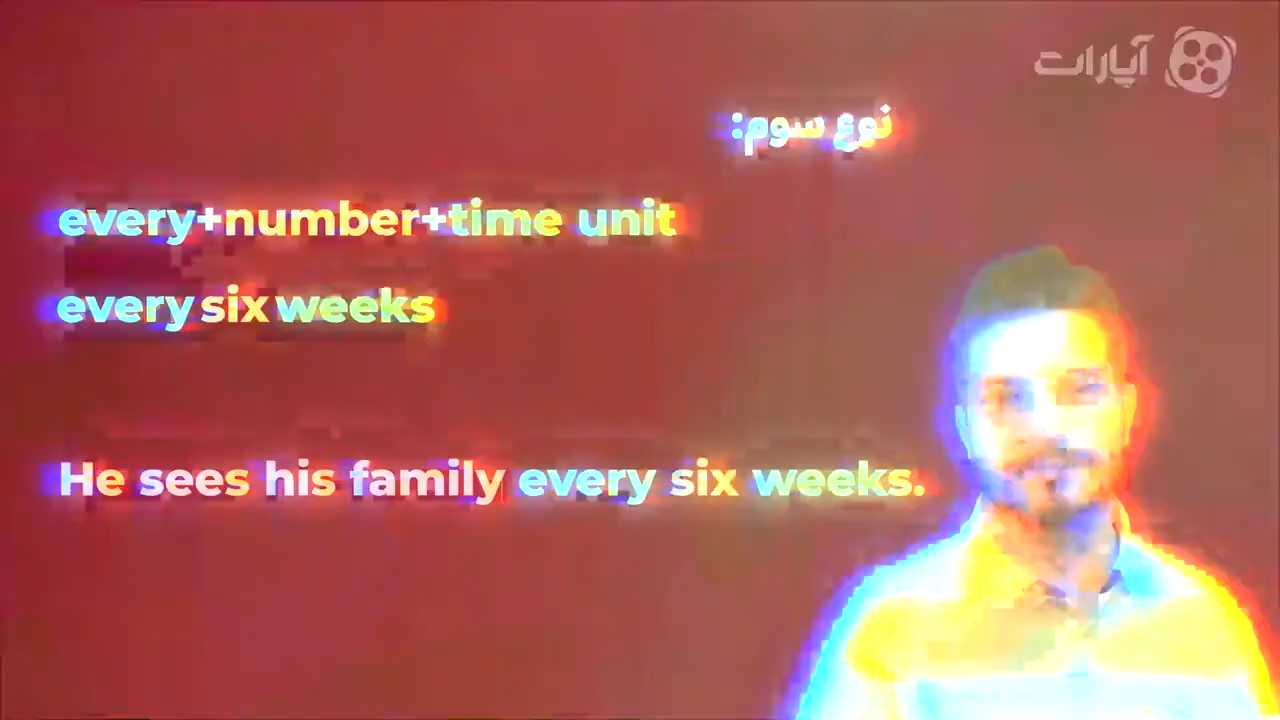 آپارات
نوع سوم:
every+number+time unit
every six weeks
He sees his family every six weeks.